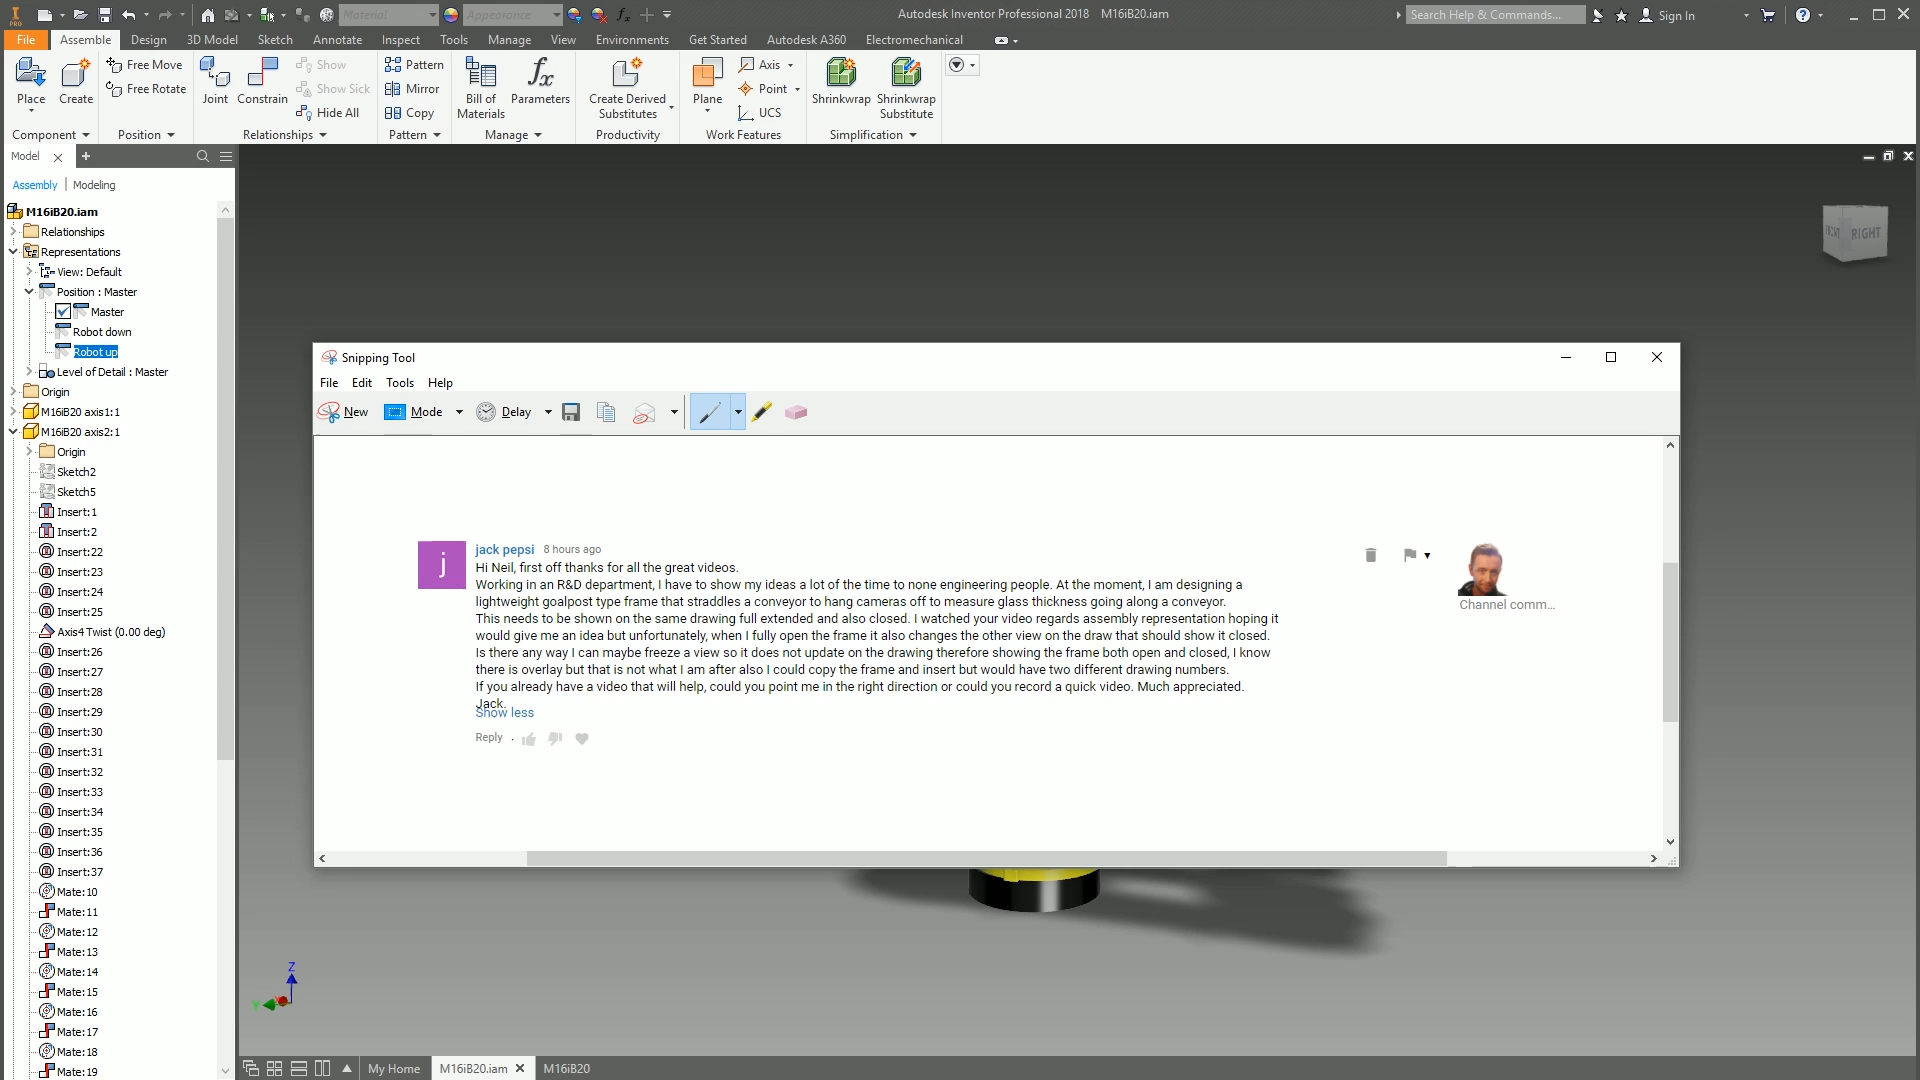 Material
Appearance
Autodesk Inventor Professional 2018 M16iB20.iam
Search Help & Commands...
Sign In
File Assemble Design 3D Model Sketch Annotate Inspect Tools Manage View Environments Get Started Autodesk A360 Electromechanical
Place
Create
Free Move
Free Rotate
Joint
Constrain
Show
Show Sick
Hide All
Pattern
Mirror
Copy
Bill of
Materials
Parameters
Create Derived
Substitutes
Plane
Axis
Point
UCS
Shrinkwrap
Shrinkwrap
Substitute
Component Position Relationships Pattern Manage Productivity Work Features Simplification
Model
Assembly | Modeling
M16iB20.iam
Relationships
Representations
View: Default
Position : Master
Master
Robot down
Robot up
Level of Detail : Master
Origin
M16iB20 axis1:1
M16iB20 axis2:1
Origin
Sketch2
Sketch5
Insert:1
Insert:2
Insert:22
Insert:23
Insert:24
Insert:25
Axis4 Twist (0.00 deg)
Insert:26
Insert:27
Insert:28
Insert:29
Insert:30
Insert:31
Insert:32
Insert:33
Insert:34
Insert:35
Insert:36
Insert:37
Mate:10
Mate:11
Mate:12
Mate:13
Mate:14
Mate:15
Mate:16
Mate:17
Mate:18
Mate:19
FRONT RIGHT
Snipping Tool
File Edit Tools Help
New Mode Delay
j
jack pepsi 8 hours ago
Hi Neil, first off thanks for all the great videos.
Working in an R&D department, I have to show my ideas a lot of the time to none engineering people. At the moment, I am designing a
lightweight goalpost type frame that straddles a conveyor to hang cameras off to measure glass thickness going along a conveyor.
This needs to be shown on the same drawing full extended and also closed. I watched your video regards assembly representation hoping it
would give me an idea but unfortunately, when I fully open the frame it also changes the other view on the draw that should show it closed.
Is there any way I can maybe freeze a view so it does not update on the drawing therefore showing the frame both open and closed, I know
there is overlay but that is not what I am after also I could copy the frame and insert but would have two different drawing numbers.
If you already have a video that will help, could you point me in the right direction or could you record a quick video. Much appreciated.
Jack.
Show less
Reply .
Channel comm...
Z
Y
X
My Home M16iB20.iam M16iB20